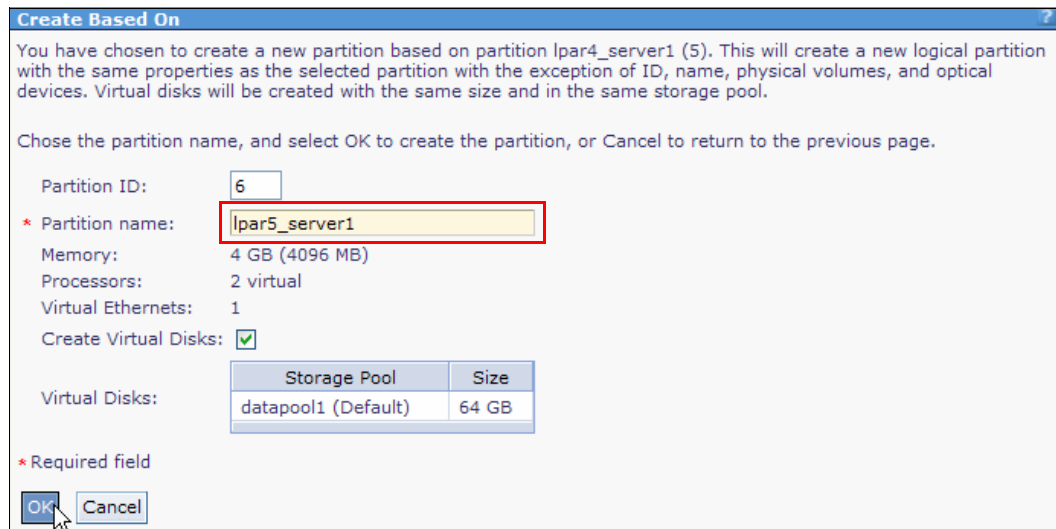 Create Based On ?
You have chosen to create a new partition based on partition lpar4_server1 (5). This will create a new logical partition
with the same properties as the selected partition with the exception of ID, name, physical volumes, and optical
devices. Virtual disks will be created with the same size and in the same storage pool.
Chose the partition name, and select OK to create the partition, or Cancel to return to the previous page.
Partition ID: 6
* Partition name: lpar5_server1
Memory: 4 GB (4096 MB)
Processors: 2 virtual
Virtual Ethernets: 1
Create Virtual Disks:
Storage Pool Size
Virtual Disks: datapool1 (Default) 64 GB
* Required field
OK Cancel